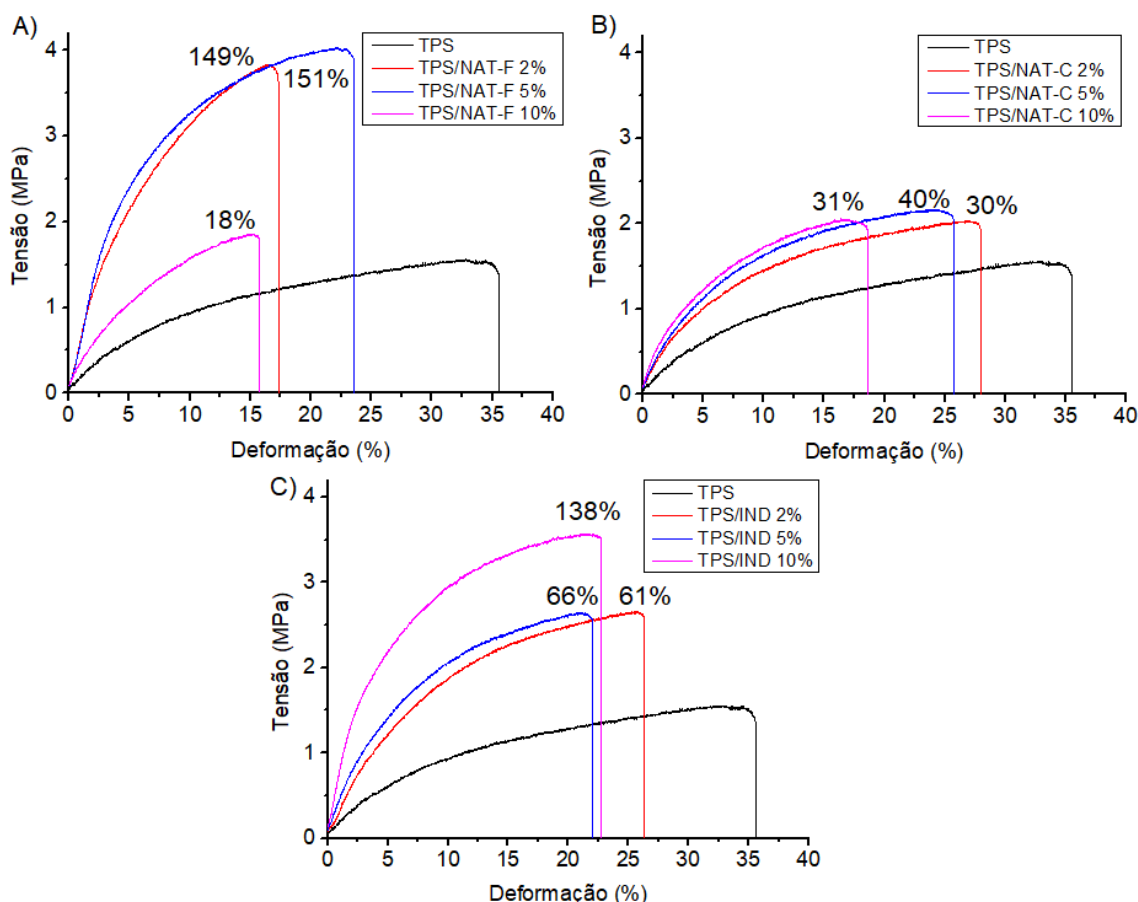 A)
TPS
TPS/NAT-F 2%
TPS/NAT-F 5%
TPS/NAT-F 10%
149%
151%
18%
Tensão (MPa)
4
3
2
1
0
0 5 10 15 20 25 30 35 40
Deformação (%)
B)
TPS
TPS/NAT-C 2%
TPS/NAT-C 5%
TPS/NAT-C 10%
31% 40% 30%
Tensão (MPa)
4
3
2
1
0
0 5 10 15 20 25 30 35 40
Deformação (%)
C)
TPS
TPS/IND 2%
TPS/IND 5%
TPS/IND 10%
138%
66% 61%
Tensão (MPa)
4
3
2
1
0
0 5 10 15 20 25 30 35 40
Deformação (%)